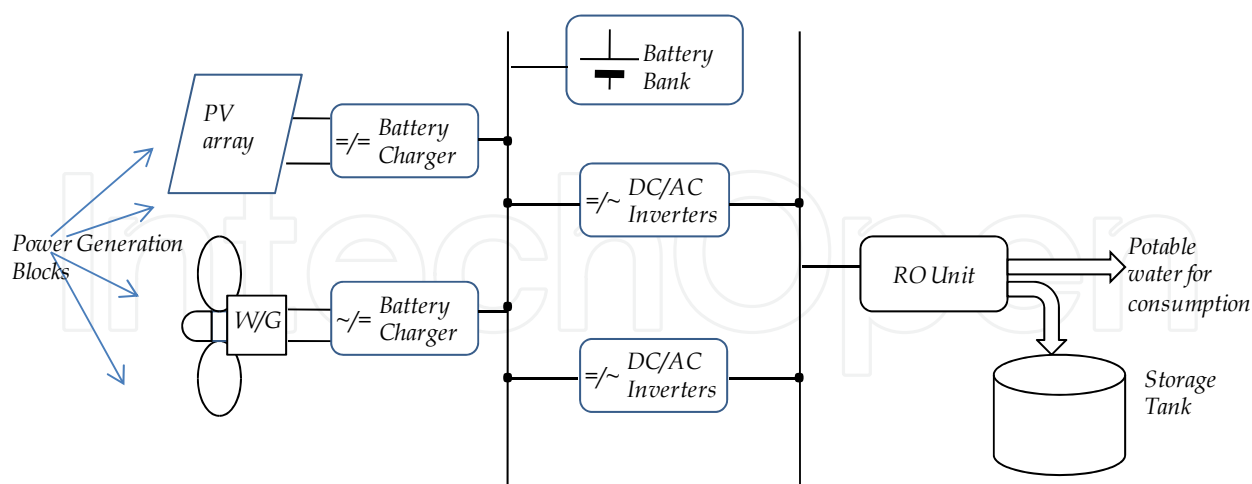 Battery
Bank
PV
array
=/= Battery
Charger
=/~ DC/AC
Inverters
Power Generation
Blocks
W/G
~/= Battery
Charger
RO Unit
Potable
water for
consumption
=/~ DC/AC
Inverters
Storage
Tank
IntechOpen